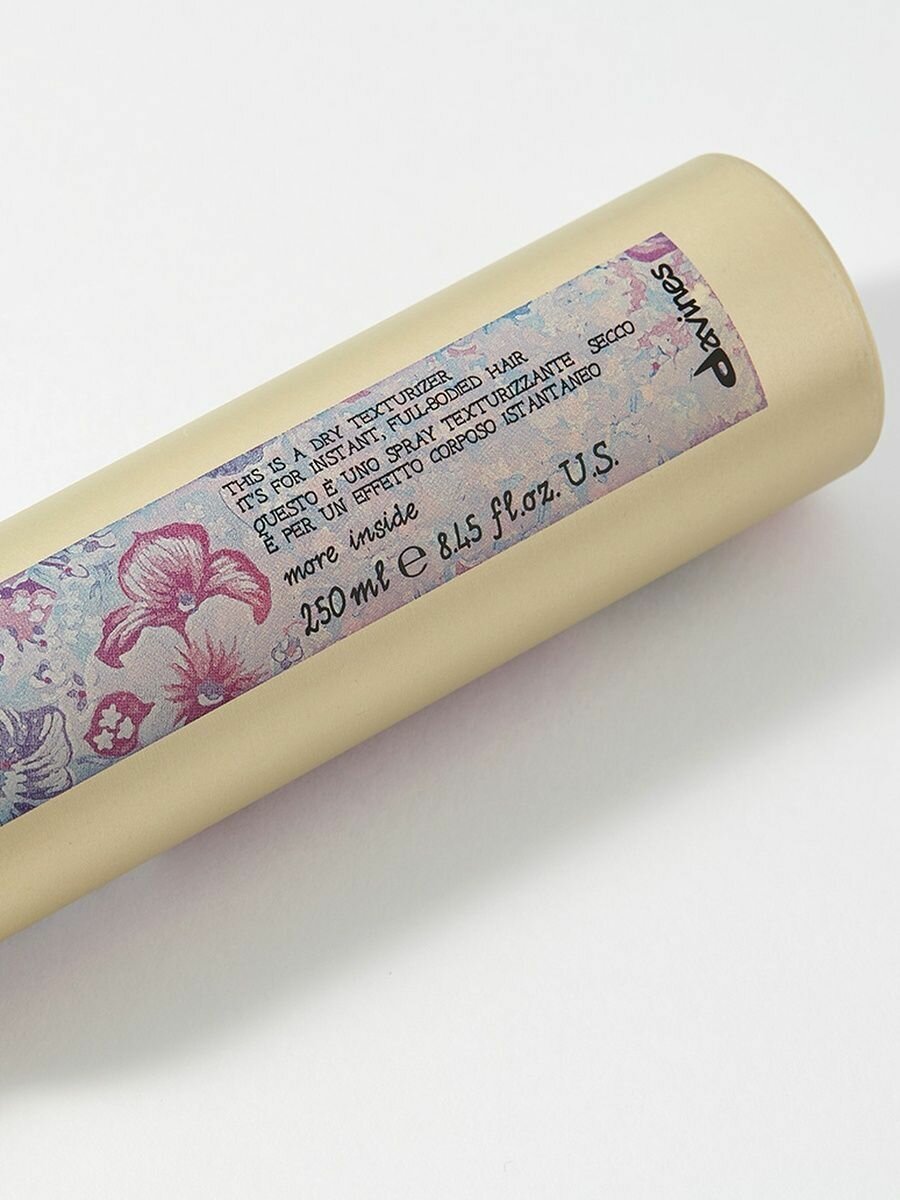 THIS IS A DRY TEXTURIZER
IT'S FOR INSTANT, FULL-BODIED HAIR
QUESTO È UNO SPRAY TEXTURIZZANTE SECCO
È PER UN EFFETTO CORPOSO ISTANTANEO
more inside
250 ml ℮ 8.45 fl.oz. U.S.
davines